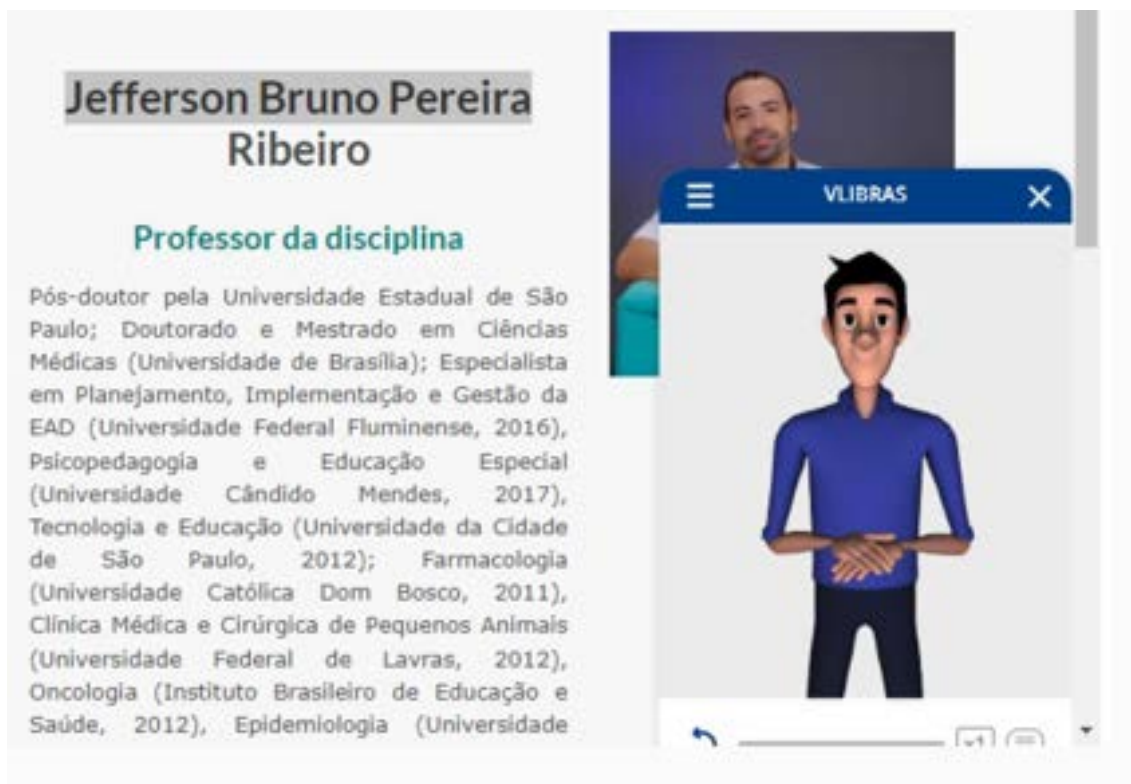 Jefferson Bruno Pereira
Ribeiro
Professor da disciplina
Pós-doutor pela Universidade Estadual de São
Paulo; Doutorado e Mestrado em Ciências
Médicas (Universidade de Brasília); Especialista
em Planejamento, Implementação e Gestão da
EAD (Universidade Federal Fluminense, 2016),
Psicopedagogia e Educação Especial
(Universidade Cândido Mendes, 2017),
Tecnologia e Educação (Universidade da Cidade
de São Paulo, 2012); Farmacologia
(Universidade Católica Dom Bosco, 2011),
Clínica Médica e Cirúrgica de Pequenos Animais
(Universidade Federal de Lavras, 2012),
Oncologia (Instituto Brasileiro de Educação e
Saúde, 2012), Epidemiologia (Universidade
VLIBRAS
x1